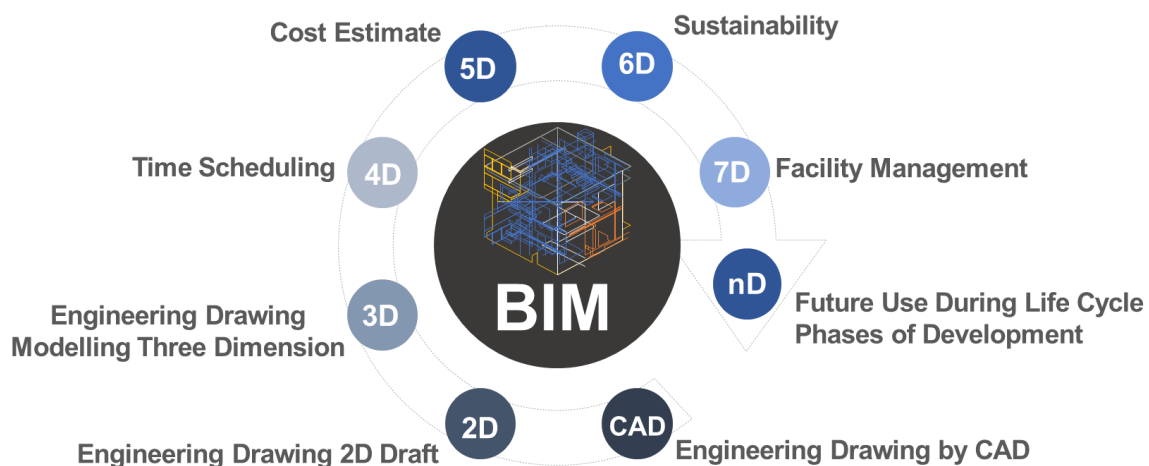 Cost Estimate
5D
6D
Sustainability
Time Scheduling
4D
7D
Facility Management
BIM
Engineering Drawing
Modelling Three Dimension
3D
nD
Future Use During Life Cycle
Phases of Development
Engineering Drawing 2D Draft
2D
CAD
Engineering Drawing by CAD